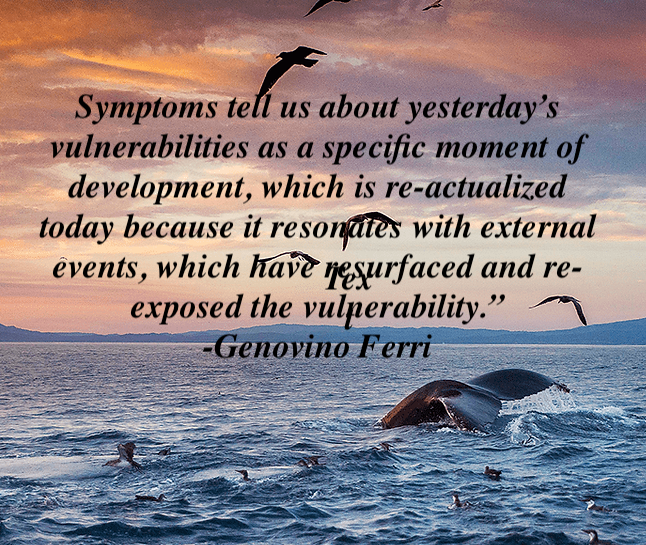 Symptoms tell us about yesterday’s
vulnerabilities as a specific moment of
development, which is re-actualized
today because it resonates with external
events, which have resurfaced and re-
Tex
exposed the vulnerability.”
t
-Genovino Ferri